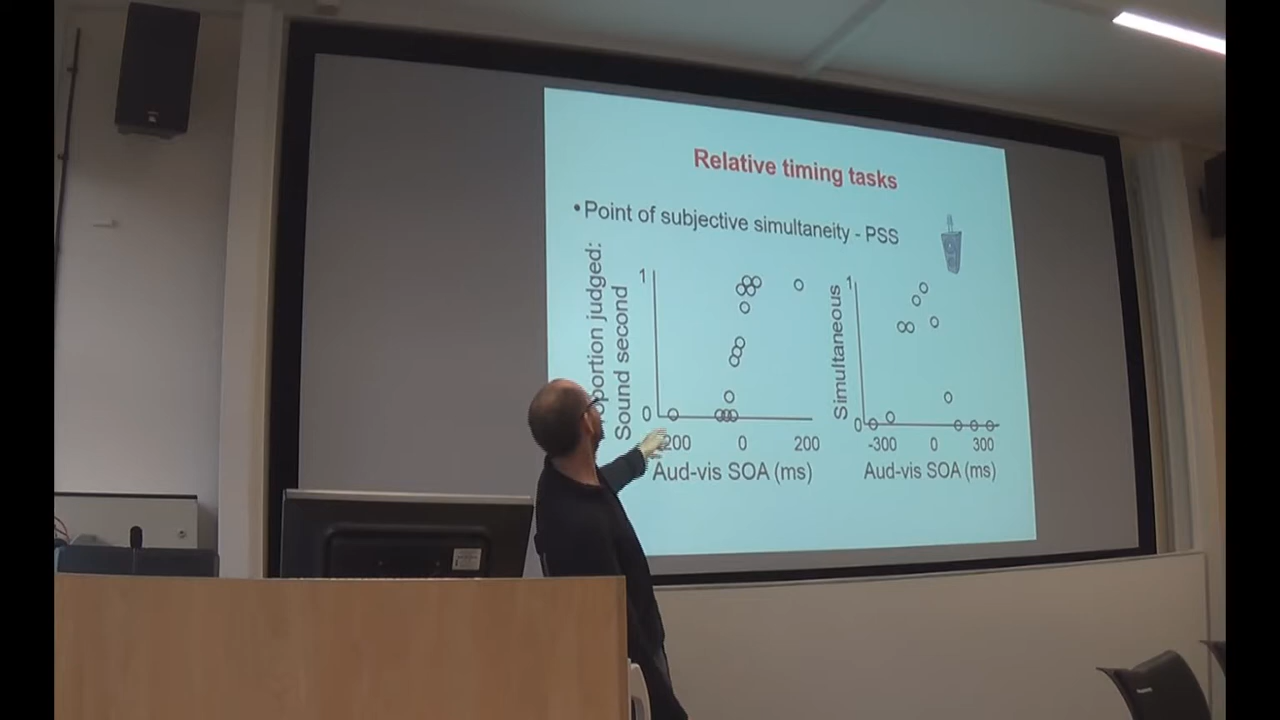 Relative timing tasks
•Point of subjective simultaneity - PSS
oportion judged:
Sound second
1
0
200
0
200
Aud-vis SOA (ms)
Simultaneous
1
0
-300
0
300
Aud-vis SOA (ms)